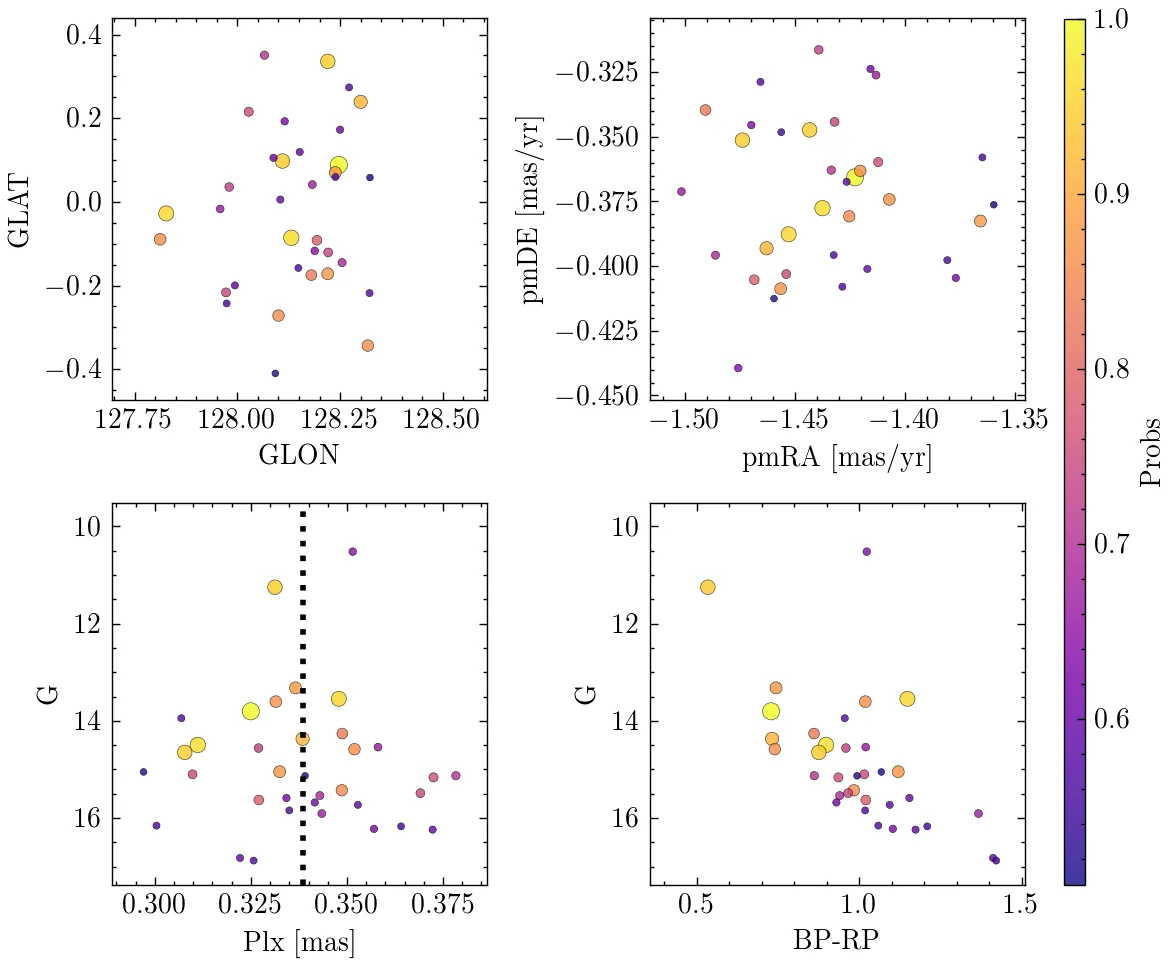 0.4
0.2
0.0
−0.2
−0.4
GLAT
127.75 128.00 128.25 128.50
GLON
−0.325
−0.350
−0.375
−0.400
−0.425
−0.450
pmDE [mas/yr]
−1.50 −1.45 −1.40 −1.35
pmRA [mas/yr]
1.0
0.9
0.8
0.7
0.6
Probs
10
12
14
16
G
0.300 0.325 0.350 0.375
Plx [mas]
10
12
14
16
G
0.5 1.0 1.5
BP-RP